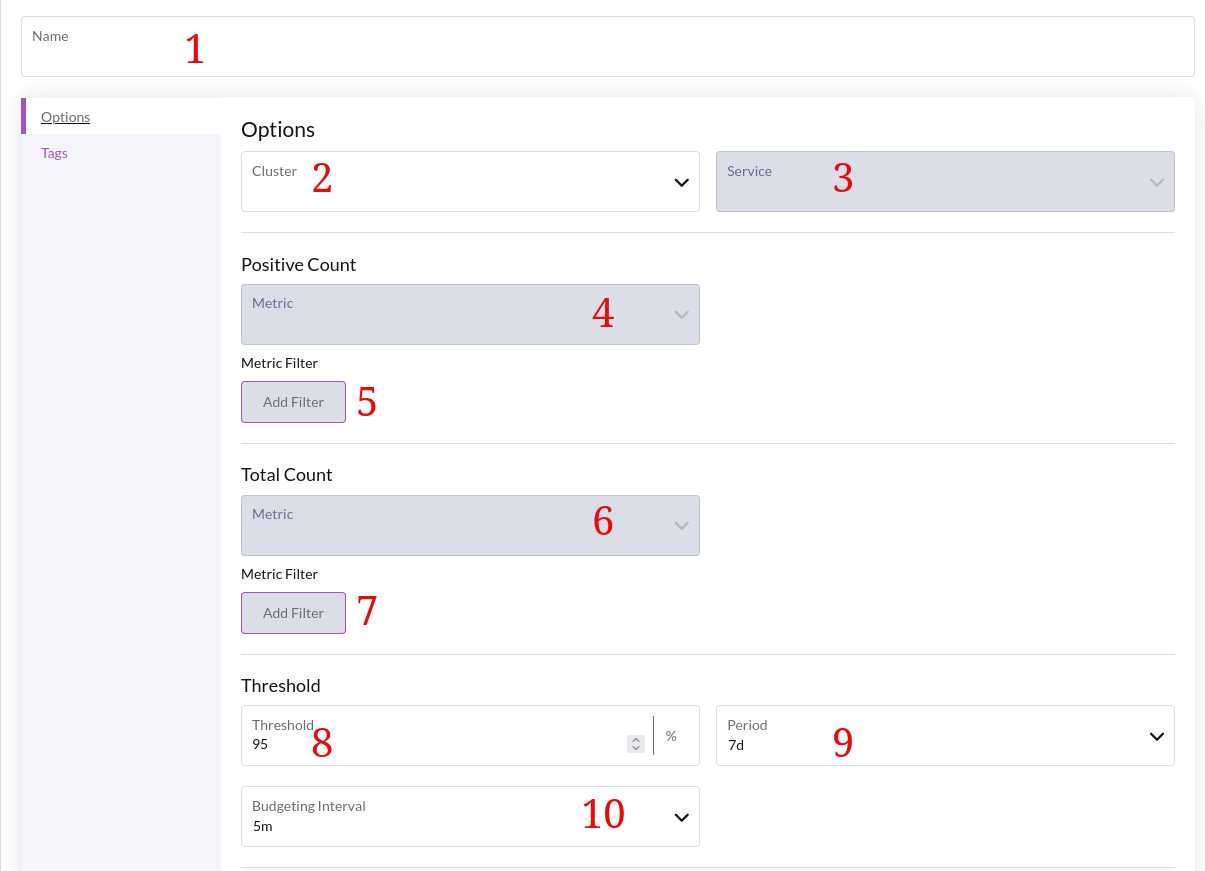 Name 1
Options
Tags
Options
Cluster 2
Service 3
Positive Count
Metric 4
Metric Filter
Add Filter 5
Total Count
Metric 6
Metric Filter
Add Filter 7
Threshold
Threshold
95 8
%
Period
7d 9
Budgeting Interval 10
5m